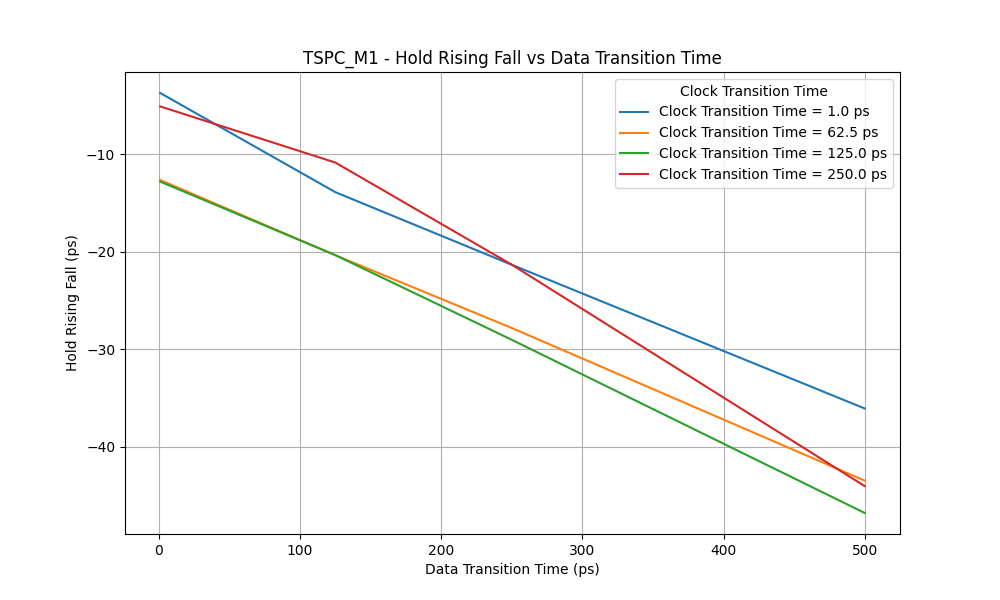 TSPC_M1 - Hold Rising Fall vs Data Transition Time
Clock Transition Time
Clock Transition Time = 1.0 ps
Clock Transition Time = 62.5 ps
Clock Transition Time = 125.0 ps
Clock Transition Time = 250.0 ps
Hold Rising Fall (ps)
−10
−20
−30
−40
0
100
200
300
400
500
Data Transition Time (ps)